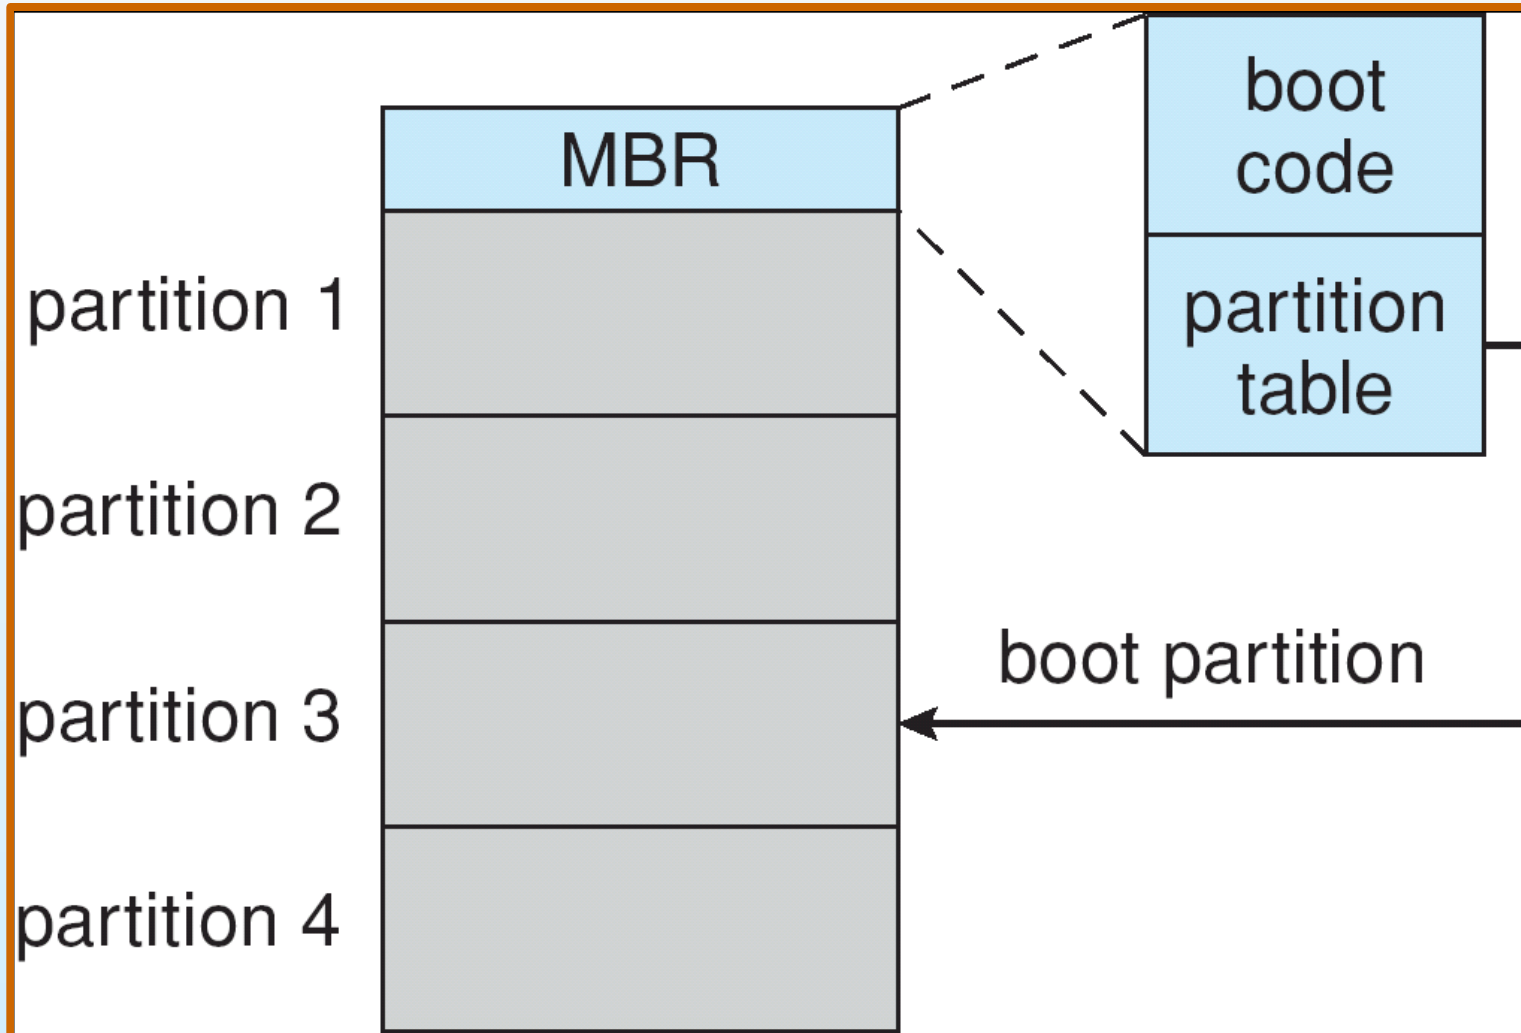 MBR
boot
code
partition
table
partition 1
partition 2
partition 3
boot partition
partition 4